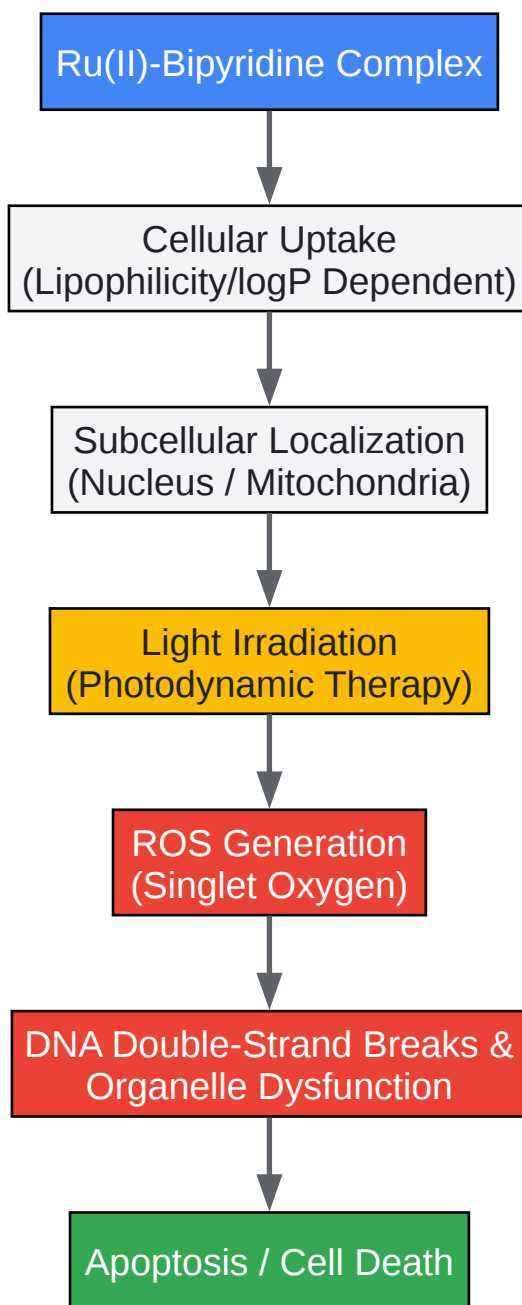 Ru(II)-Bipyridine Complex
Cellular Uptake
(Lipophilicity/logP Dependent)
Subcellular Localization
(Nucleus / Mitochondria)
Light Irradiation
(Photodynamic Therapy)
ROS Generation
(Singlet Oxygen)
DNA Double-Strand Breaks &
Organelle Dysfunction
Apoptosis / Cell Death